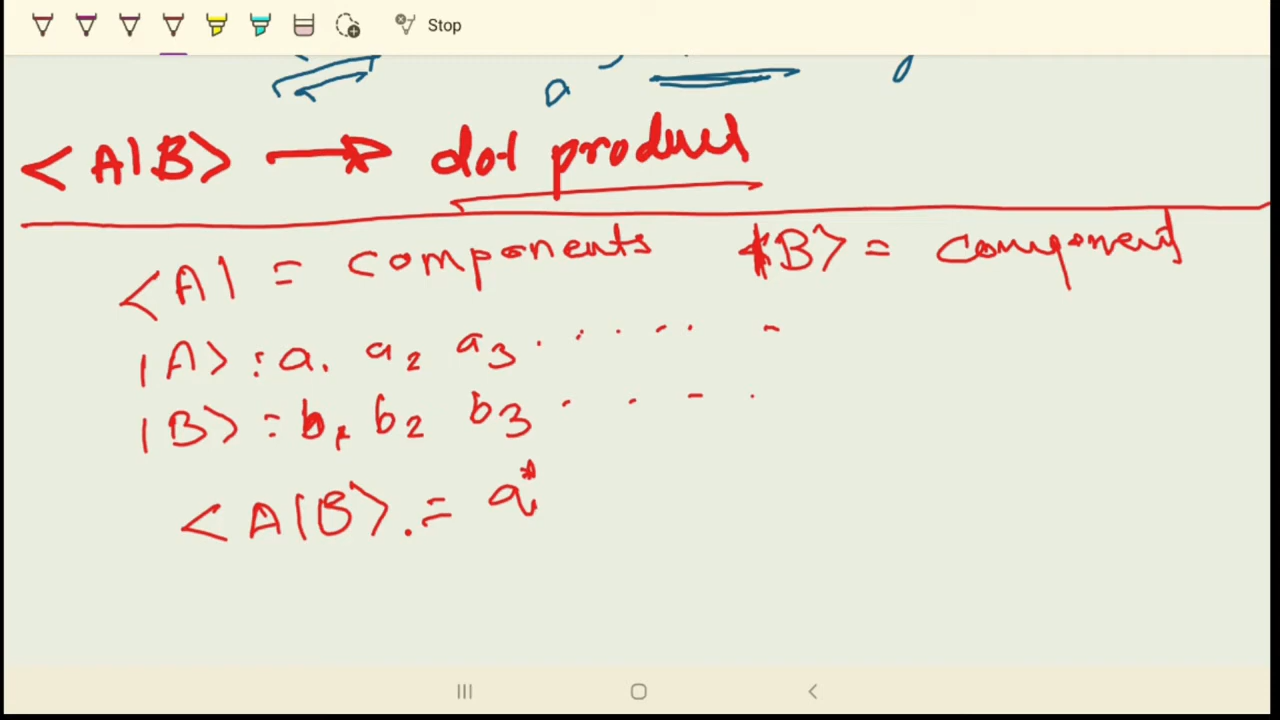 Stop
a
<A|B> → dot product
<A| = components |B> = component
|A> : a1 a2 a3 . . . . . -
|B> = b1 b2 b3 . . - .
<A|B> . = a*